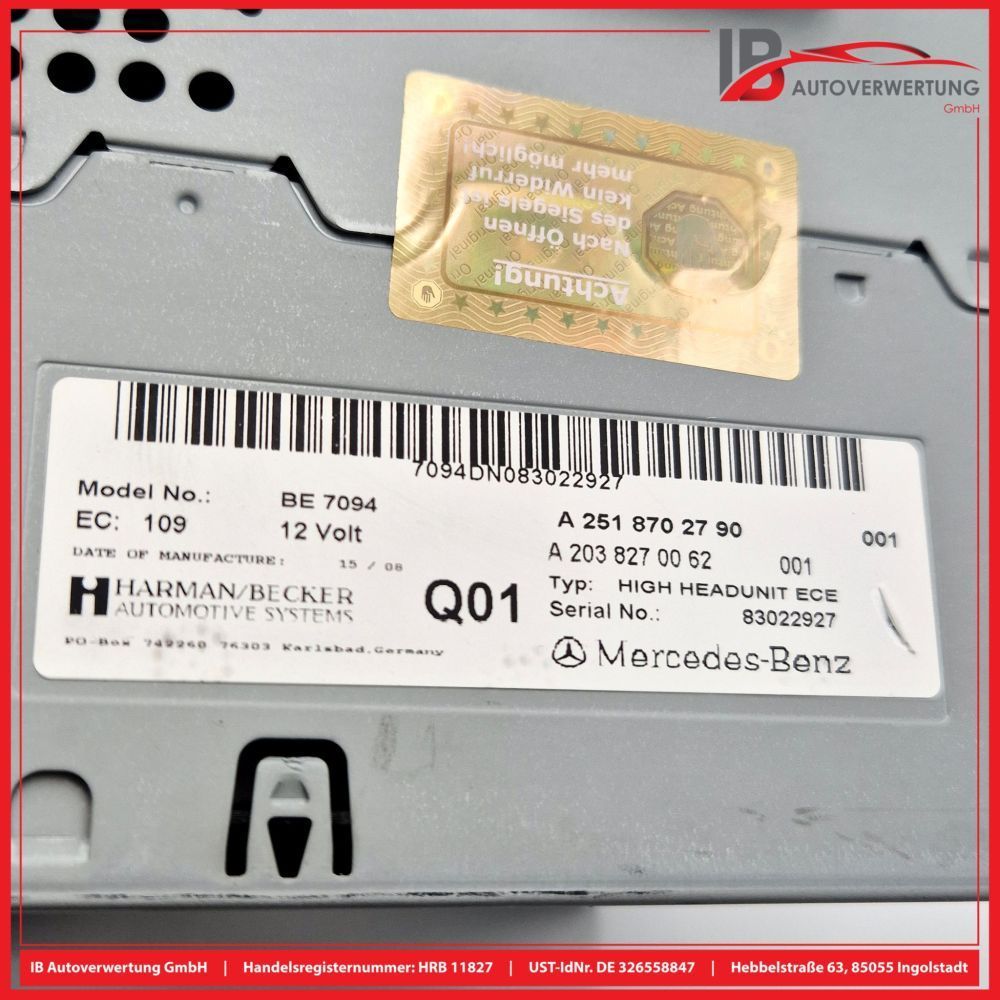 IB AUTOVERWERTUNG
GmbH
Achtung!
Nach Öffnen
des Siegels ist
kein Widerruf
mehr möglich!
7094DN083022927
Model No.: BE 7094
EC: 109 12 Volt
DATE OF MANUFACTURE: 15 / 08
HARMAN/BECKER
AUTOMOTIVE SYSTEMS
PO-Box 742260 76303 Karlsbad,Germany
Q01
A 251 870 27 90 001
A 203 827 00 62 001
Typ: HIGH HEADUNIT ECE
Serial No.: 83022927
Mercedes-Benz
IB Autoverwertung GmbH | Handelsregisternummer: HRB 11827 | UST-IdNr. DE 326558847 | Hebbelstraße 63, 85055 Ingolstadt